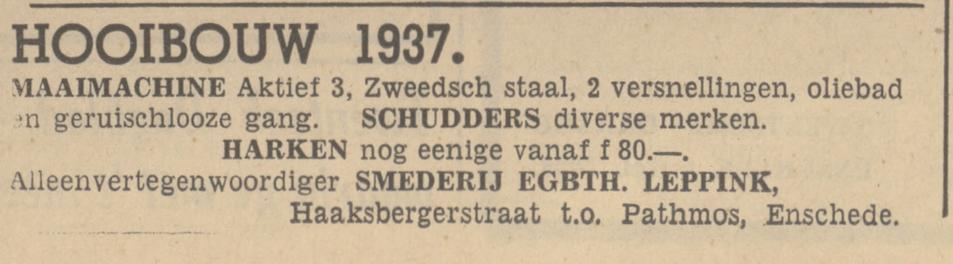 HOOIBOUW 1937.
MAAIMACHINE Aktief 3, Zweedsch staal, 2 versnellingen, oliebad
en geruischlooze gang. SCHUDDERS diverse merken.
HARKEN nog eenige vanaf f 80.—.
Alleenvertegenwoordiger SMEDERIJ EGBTH. LEPPINK,
Haaksbergerstraat t.o. Pathmos, Enschede.